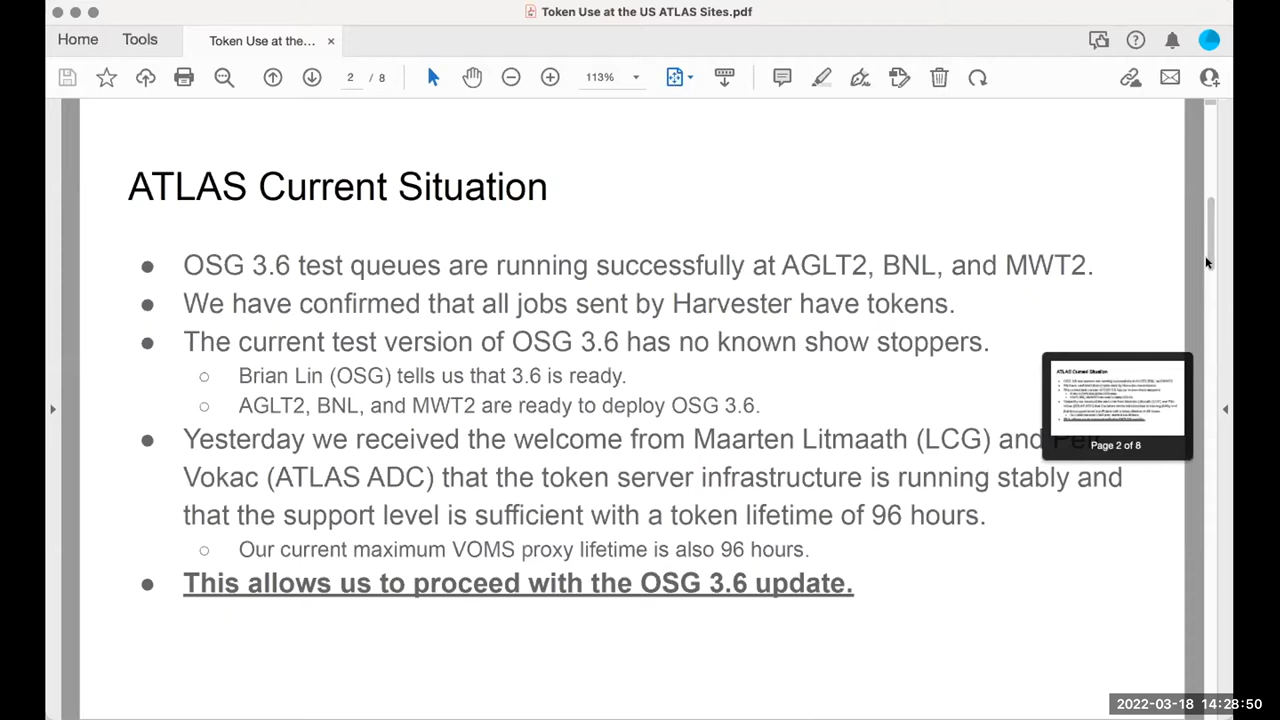 Token Use at the US ATLAS Sites.pdf
Home Tools Token Use at the... ×
2 / 8 113%
ATLAS Current Situation
● OSG 3.6 test queues are running successfully at AGLT2, BNL, and MWT2.
● We have confirmed that all jobs sent by Harvester have tokens.
● The current test version of OSG 3.6 has no known show stoppers.
○ Brian Lin (OSG) tells us that 3.6 is ready.
○ AGLT2, BNL, and MWT2 are ready to deploy OSG 3.6.
● Yesterday we received the welcome from Maarten Litmaath (LCG) and
Vokac (ATLAS ADC) that the token server infrastructure is running stably and
that the support level is sufficient with a token lifetime of 96 hours.
○ Our current maximum VOMS proxy lifetime is also 96 hours.
● This allows us to proceed with the OSG 3.6 update.
ATLAS Current Situation
Page 2 of 8
2022-03-18 14:28:50